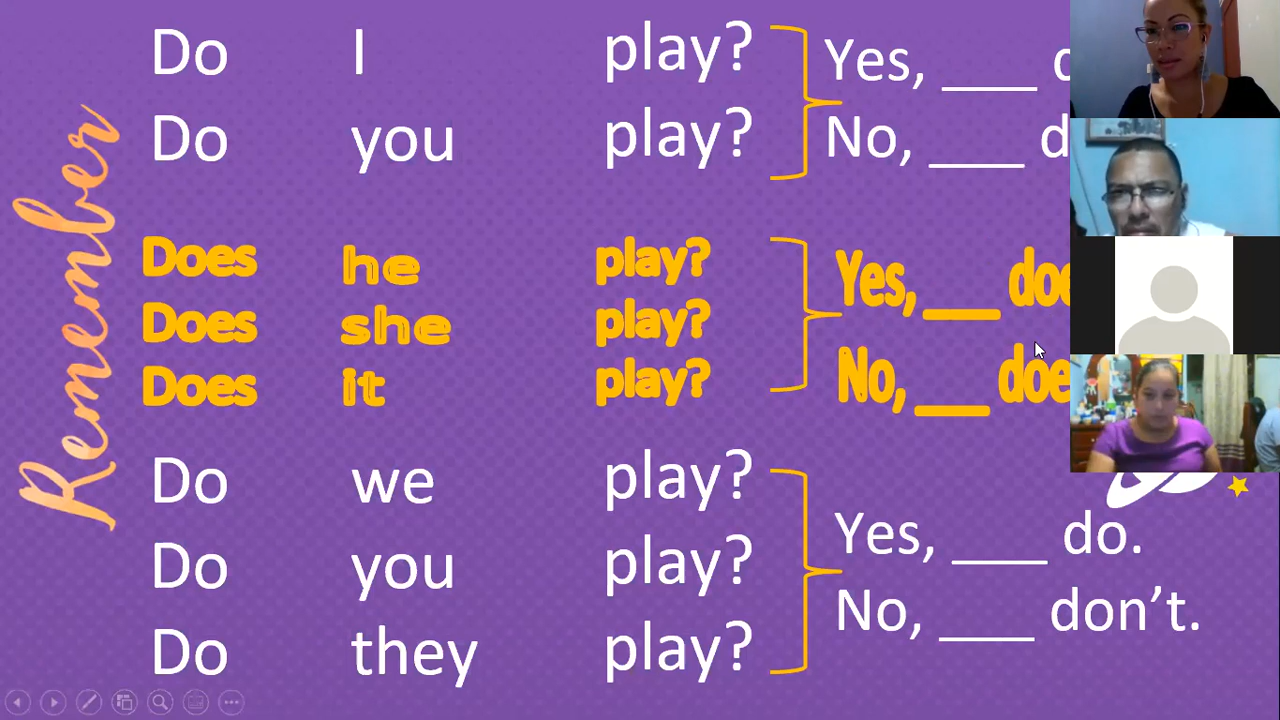 Remember
Do I play?
Do you play?
Yes, ____
No, ____
Does he play?
Does she play?
Does it play?
Yes, ___
No, ___
Do we play?
Do you play?
Do they play?
Yes, ____ do.
No, ____ don’t.